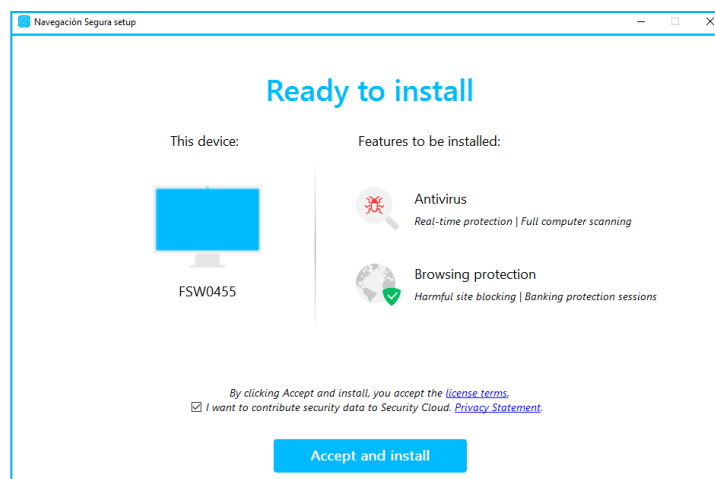 Navegación Segura setup
Ready to install
This device:
FSW0455
Features to be installed:
Antivirus
Real-time protection | Full computer scanning
Browsing protection
Harmful site blocking | Banking protection sessions
By clicking Accept and install, you accept the license terms.
I want to contribute security data to Security Cloud. Privacy Statement.
Accept and install